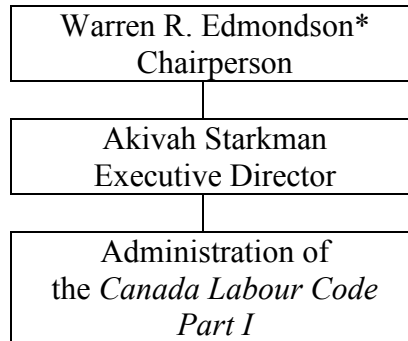 Warren R. Edmondson*
Chairperson
Akivah Starkman
Executive Director
Administration of
the Canada Labour Code
Part I